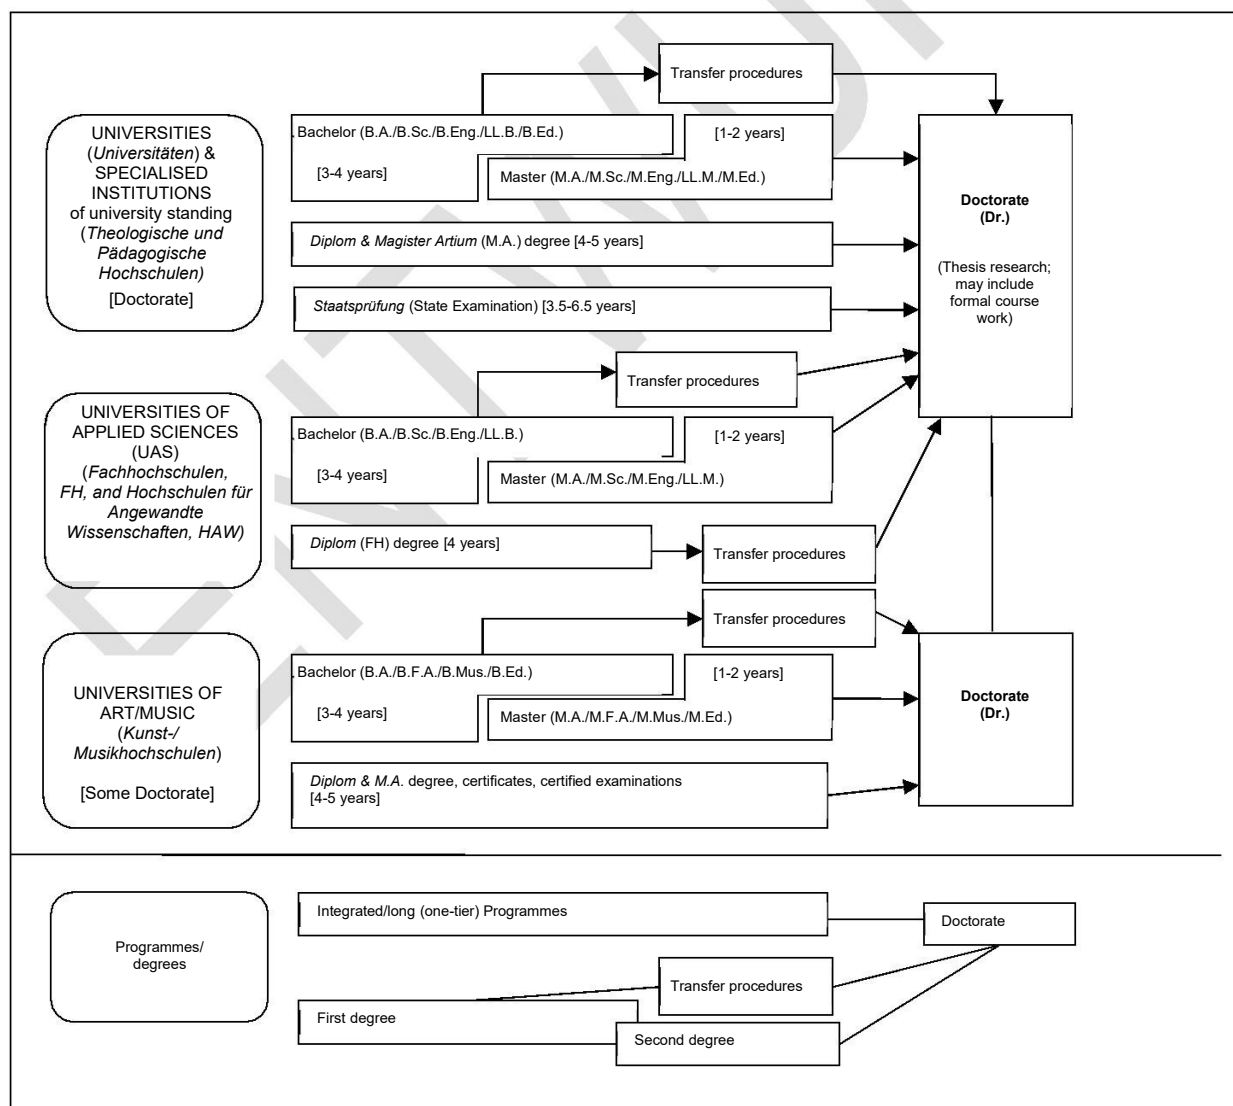 Transfer procedures
UNIVERSITIES
(Universitäten) &
SPECIALISED
INSTITUTIONS
of university standing
(Theologische und
Pädagogische
Hochschulen)
[Doctorate]
Bachelor (B.A./B.Sc./B.Eng./LL.B./B.Ed.)
[3-4 years]
[1-2 years]
Master (M.A./M.Sc./M.Eng./LL.M./M.Ed.)
Diplom & Magister Artium (M.A.) degree [4-5 years]
Staatsprüfung (State Examination) [3.5-6.5 years]
Doctorate
(Dr.)
(Thesis research;
may include
formal course
work)
Transfer procedures
UNIVERSITIES OF
APPLIED SCIENCES
(UAS)
(Fachhochschulen,
FH, and Hochschulen für
Angewandte
Wissenschaften, HAW)
Bachelor (B.A./B.Sc./B.Eng./LL.B.)
[3-4 years]
[1-2 years]
Master (M.A./M.Sc./M.Eng./LL.M.)
Diplom (FH) degree [4 years]
Transfer procedures
Transfer procedures
UNIVERSITIES OF
ART/MUSIC
(Kunst-/
Musikhochschulen)
[Some Doctorate]
Bachelor (B.A./B.F.A./B.Mus./B.Ed.)
[3-4 years]
[1-2 years]
Master (M.A./M.F.A./M.Mus./M.Ed.)
Diplom & M.A. degree, certificates, certified examinations
[4-5 years]
Doctorate
(Dr.)
Programmes/
degrees
Integrated/long (one-tier) Programmes
Doctorate
Transfer procedures
First degree
Second degree
ENTWUR